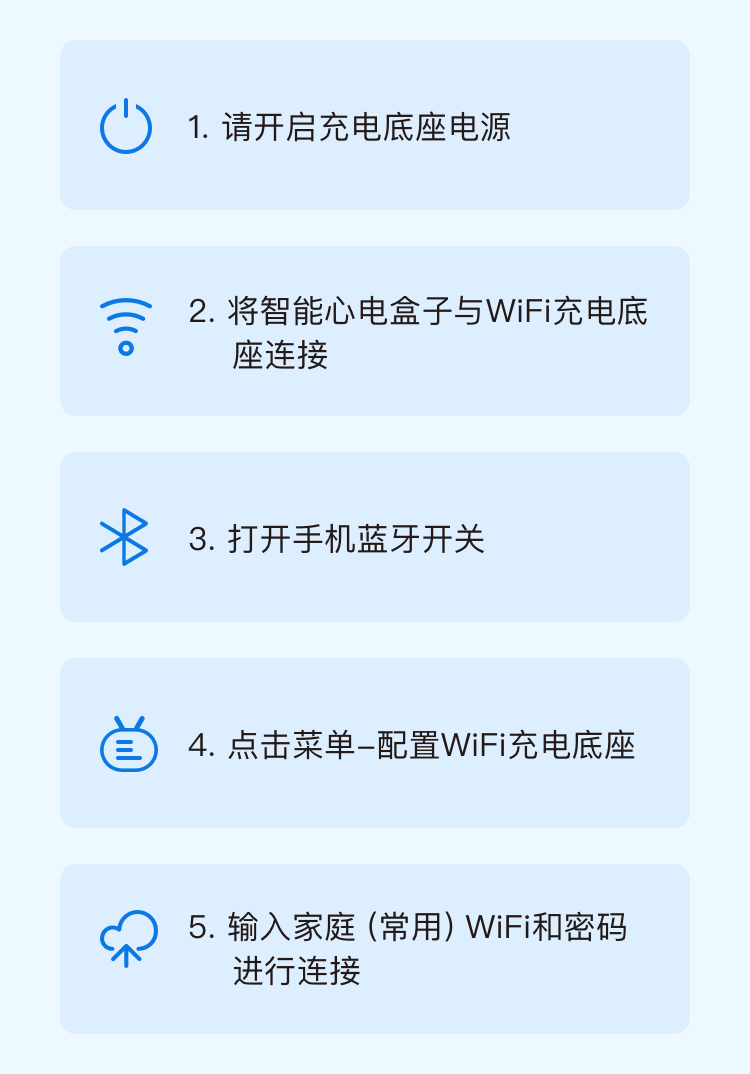 1. 请开启充电底座电源
2. 将智能心电盒子与WiFi充电底
座连接
3. 打开手机蓝牙开关
4. 点击菜单–配置WiFi充电底座
5. 输入家庭（常用）WiFi和密码
进行连接